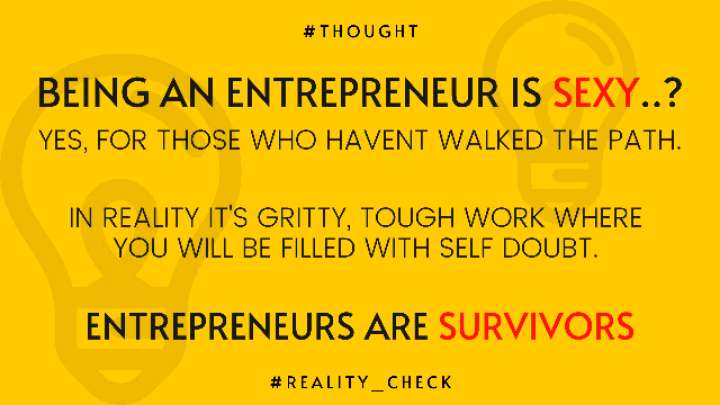 #THOUGHT
BEING AN ENTREPRENEUR IS SEXY..?
YES, FOR THOSE WHO HAVENT WALKED THE PATH.
IN REALITY IT'S GRITTY, TOUGH WORK WHERE
YOU WILL BE FILLED WITH SELF DOUBT.
ENTREPRENEURS ARE SURVIVORS
#REALITY_CHECK